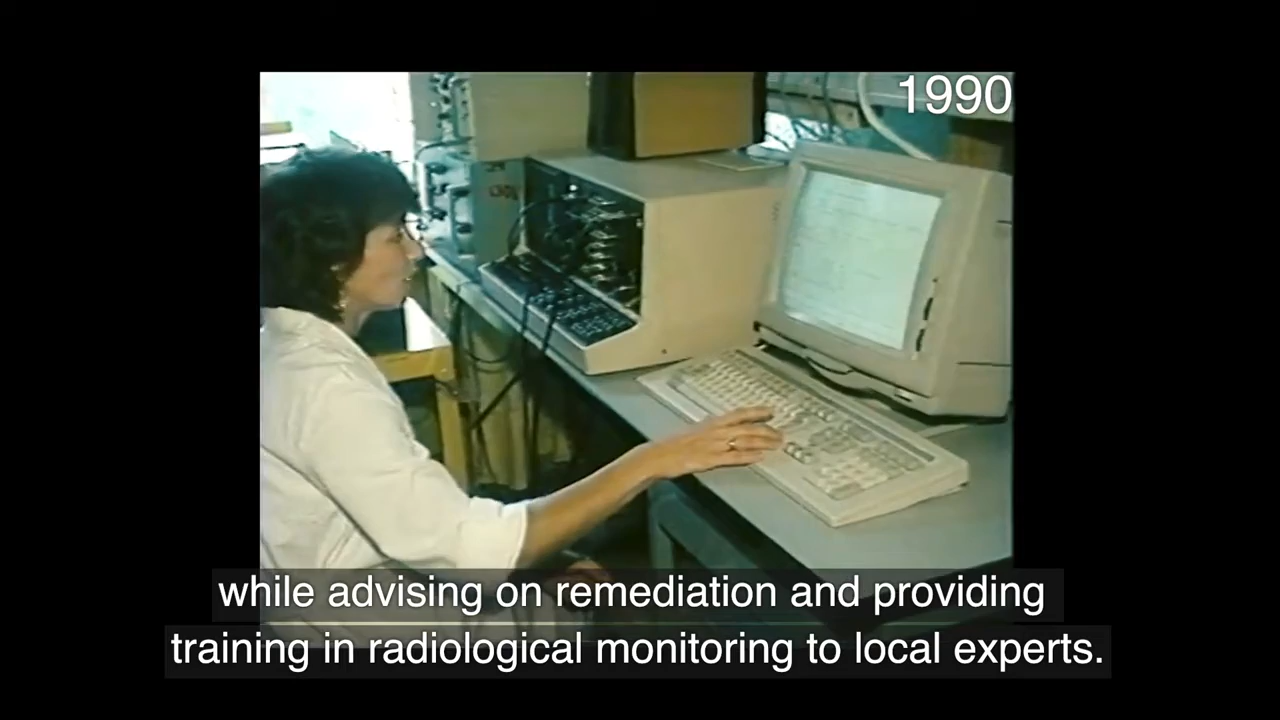 1990
while advising on remediation and providing
training in radiological monitoring to local experts.